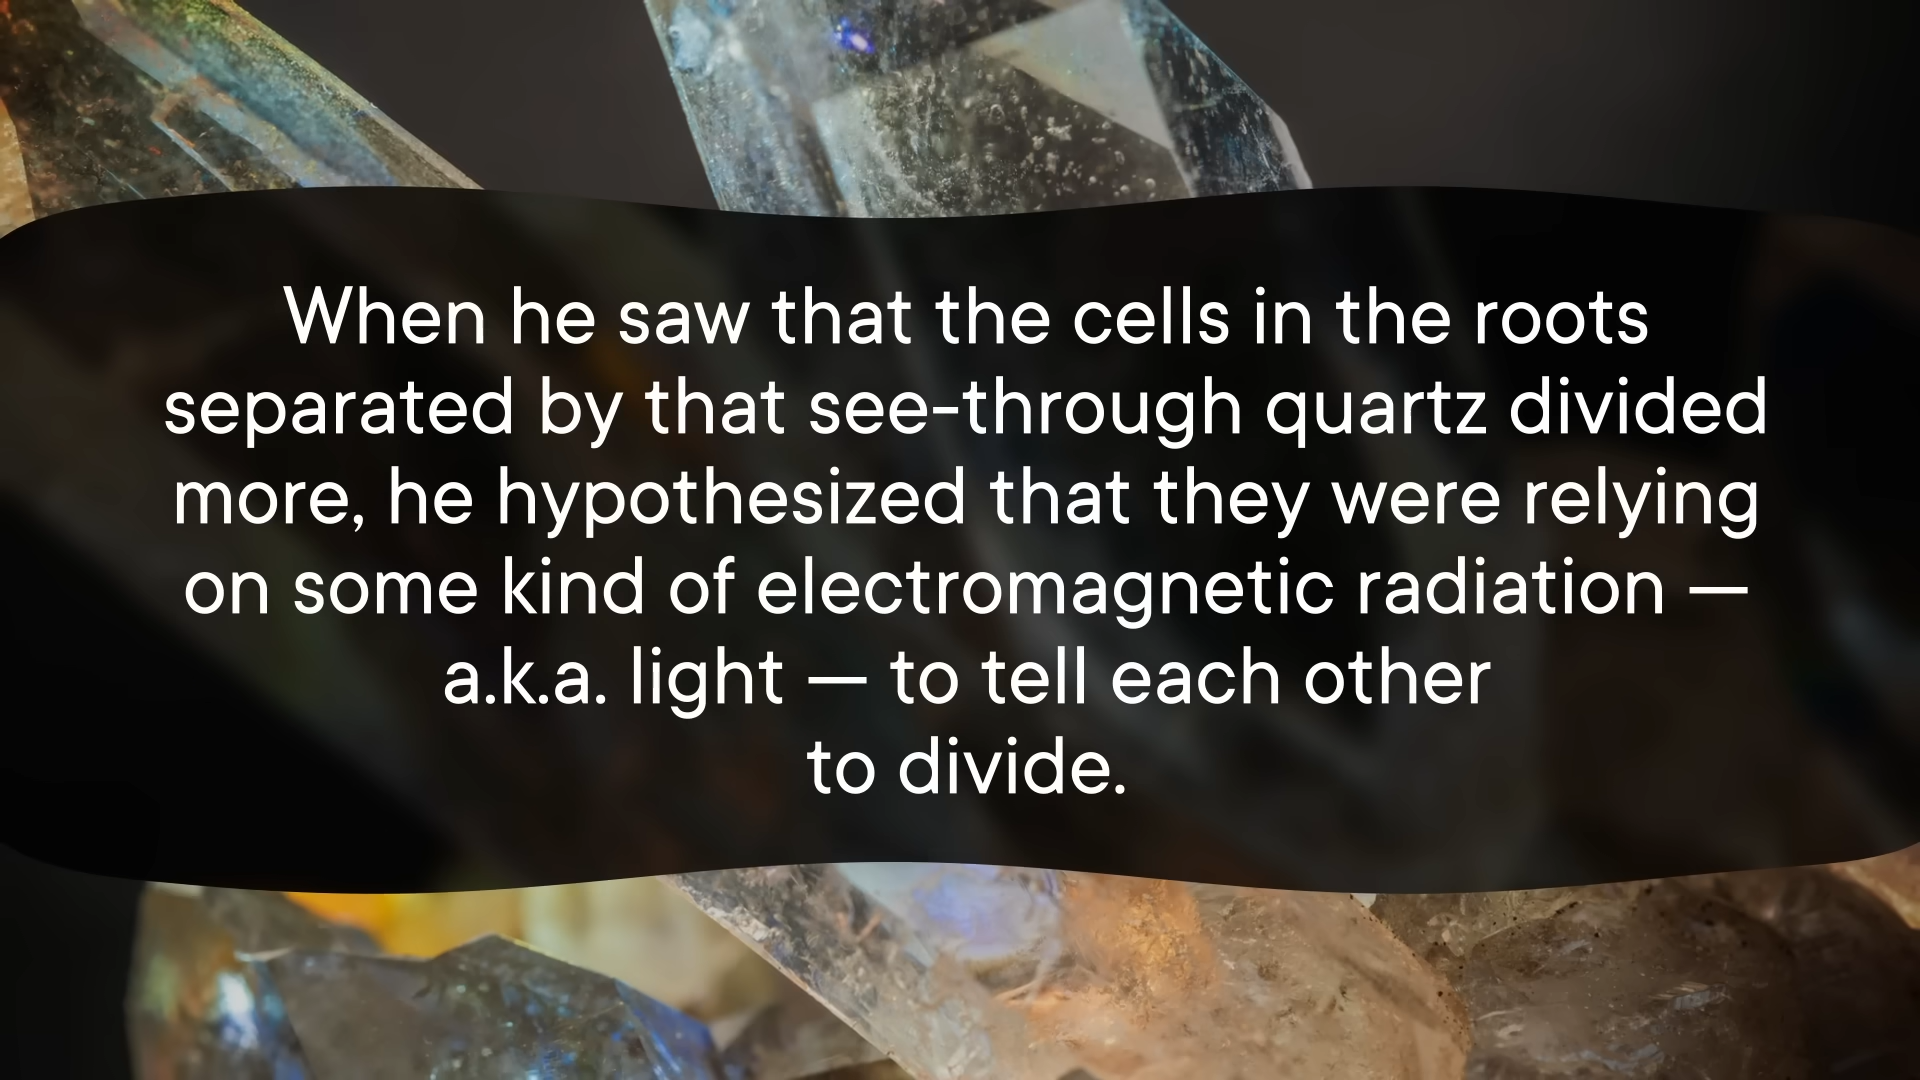 When he saw that the cells in the roots
separated by that see-through quartz divided
more, he hypothesized that they were relying
on some kind of electromagnetic radiation —
a.k.a. light — to tell each other
to divide.